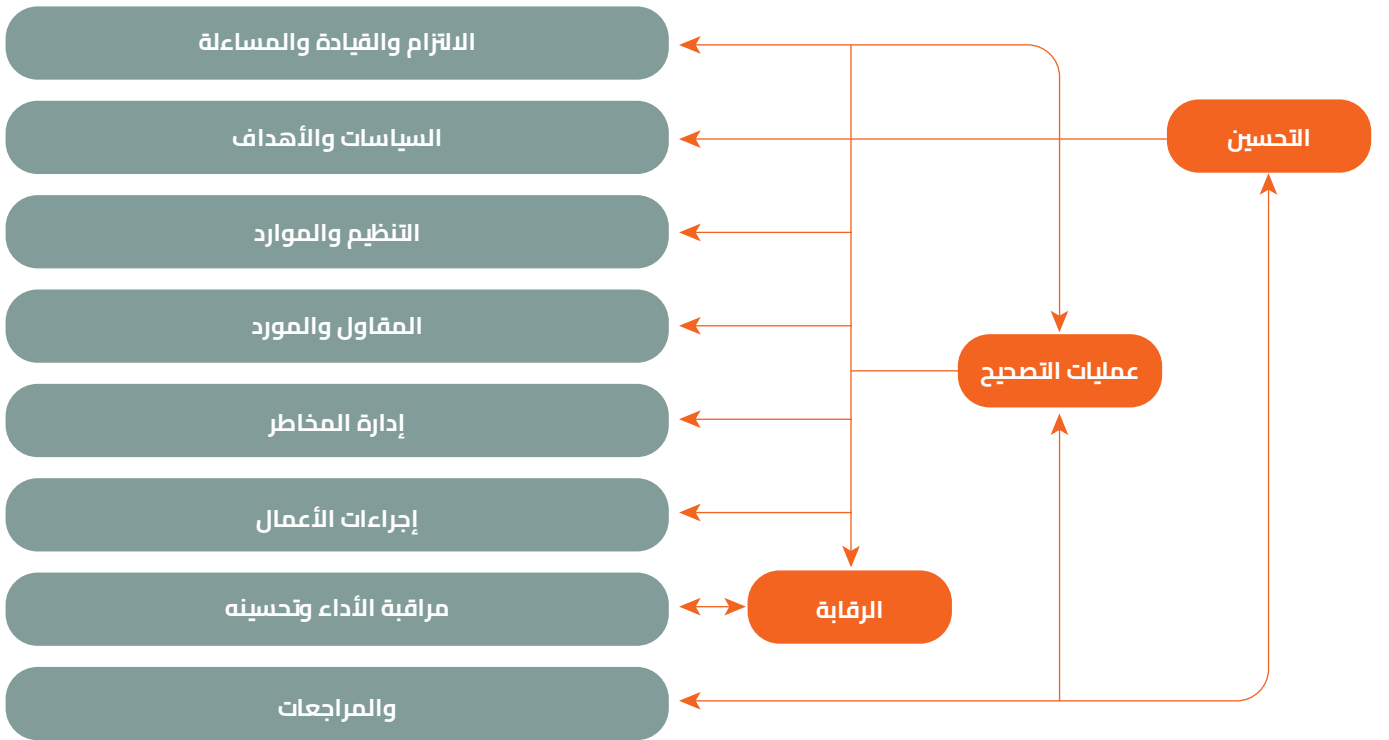 الالتزام والقيادة والمساءلة
السياسات والأهداف
التحسين
التنظيم والموارد
المقاول والمورد
عمليات التصحيح
إدارة المخاطر
إجراءات الأعمال
مراقبة الأداء وتحسينه
الرقابة
والمراجعات